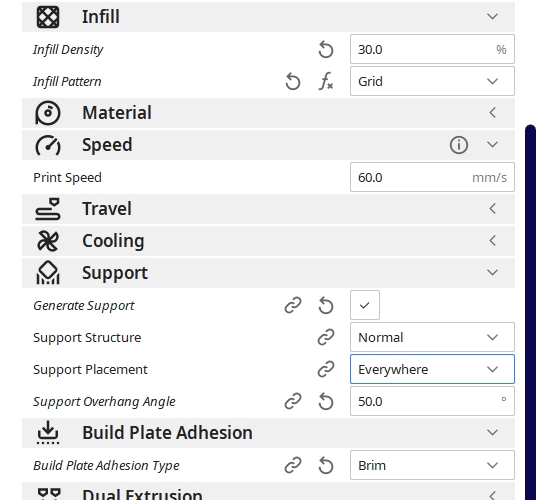 Infill
Infill Density 30.0 %
Infill Pattern Grid
Material
Speed
Print Speed 60.0 mm/s
Travel
Cooling
Support
Generate Support
Support Structure Normal
Support Placement Everywhere
Support Overhang Angle 50.0 °
Build Plate Adhesion
Build Plate Adhesion Type Brim
Dual Extrusion